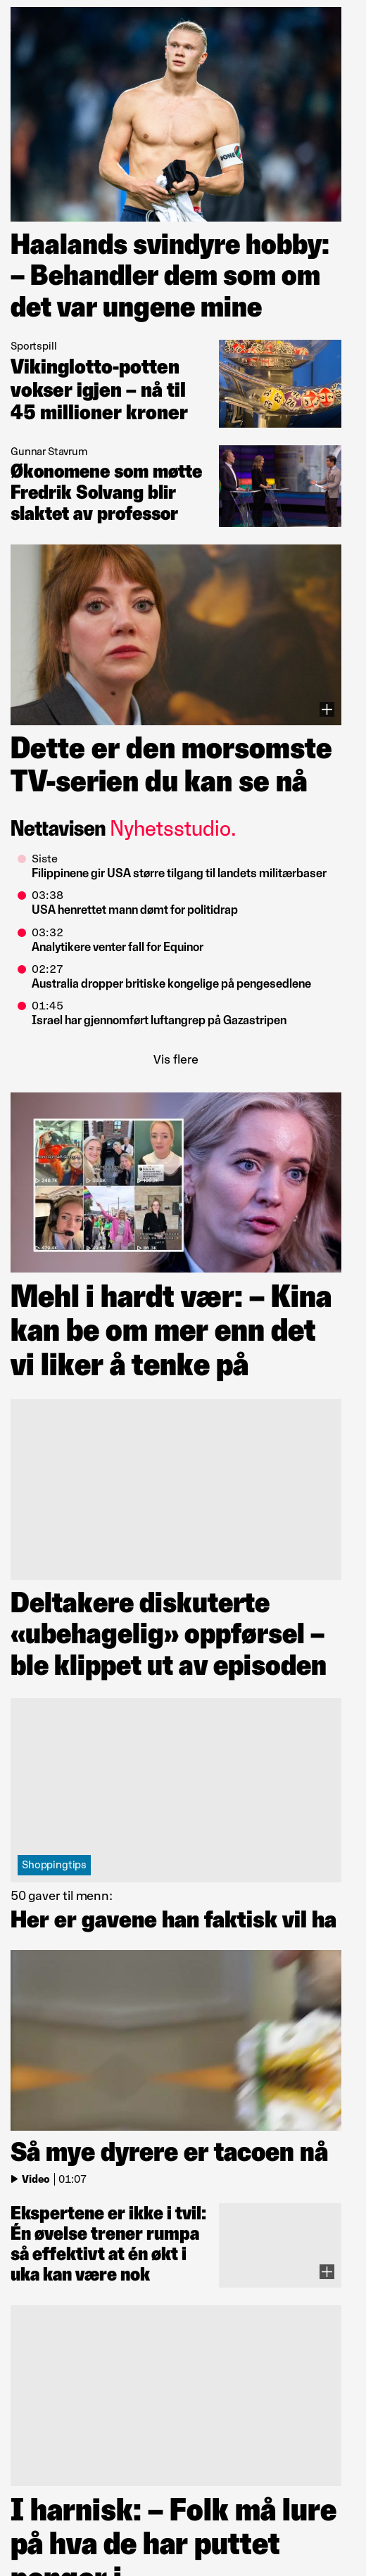 Haalands svindyre hobby:
– Behandler dem som om
det var ungene mine
Sportspill
Vikinglotto-potten
vokser igjen – nå til
45 millioner kroner
Gunnar Stavrum
Økonomene som møtte
Fredrik Solvang blir
slaktet av professor
Dette er den morsomste
TV-serien du kan se nå
Nettavisen Nyhetsstudio.
Siste
Filippinene gir USA større tilgang til landets militærbaser
03:38
USA henrettet mann dømt for politidrap
03:32
Analytikere venter fall for Equinor
02:27
Australia dropper britiske kongelige på pengesedlene
01:45
Israel har gjennomført luftangrep på Gazastripen
Vis flere
Mehl i hardt vær: – Kina
kan be om mer enn det
vi liker å tenke på
Deltakere diskuterte
«ubehagelig» oppførsel –
ble klippet ut av episoden
Shoppingtips
50 gaver til menn:
Her er gavene han faktisk vil ha
Så mye dyrere er tacoen nå
Video | 01:07
Ekspertene er ikke i tvil:
Én øvelse trener rumpa
så effektivt at én økt i
uka kan være nok
I harnisk: – Folk må lure
på hva de har puttet